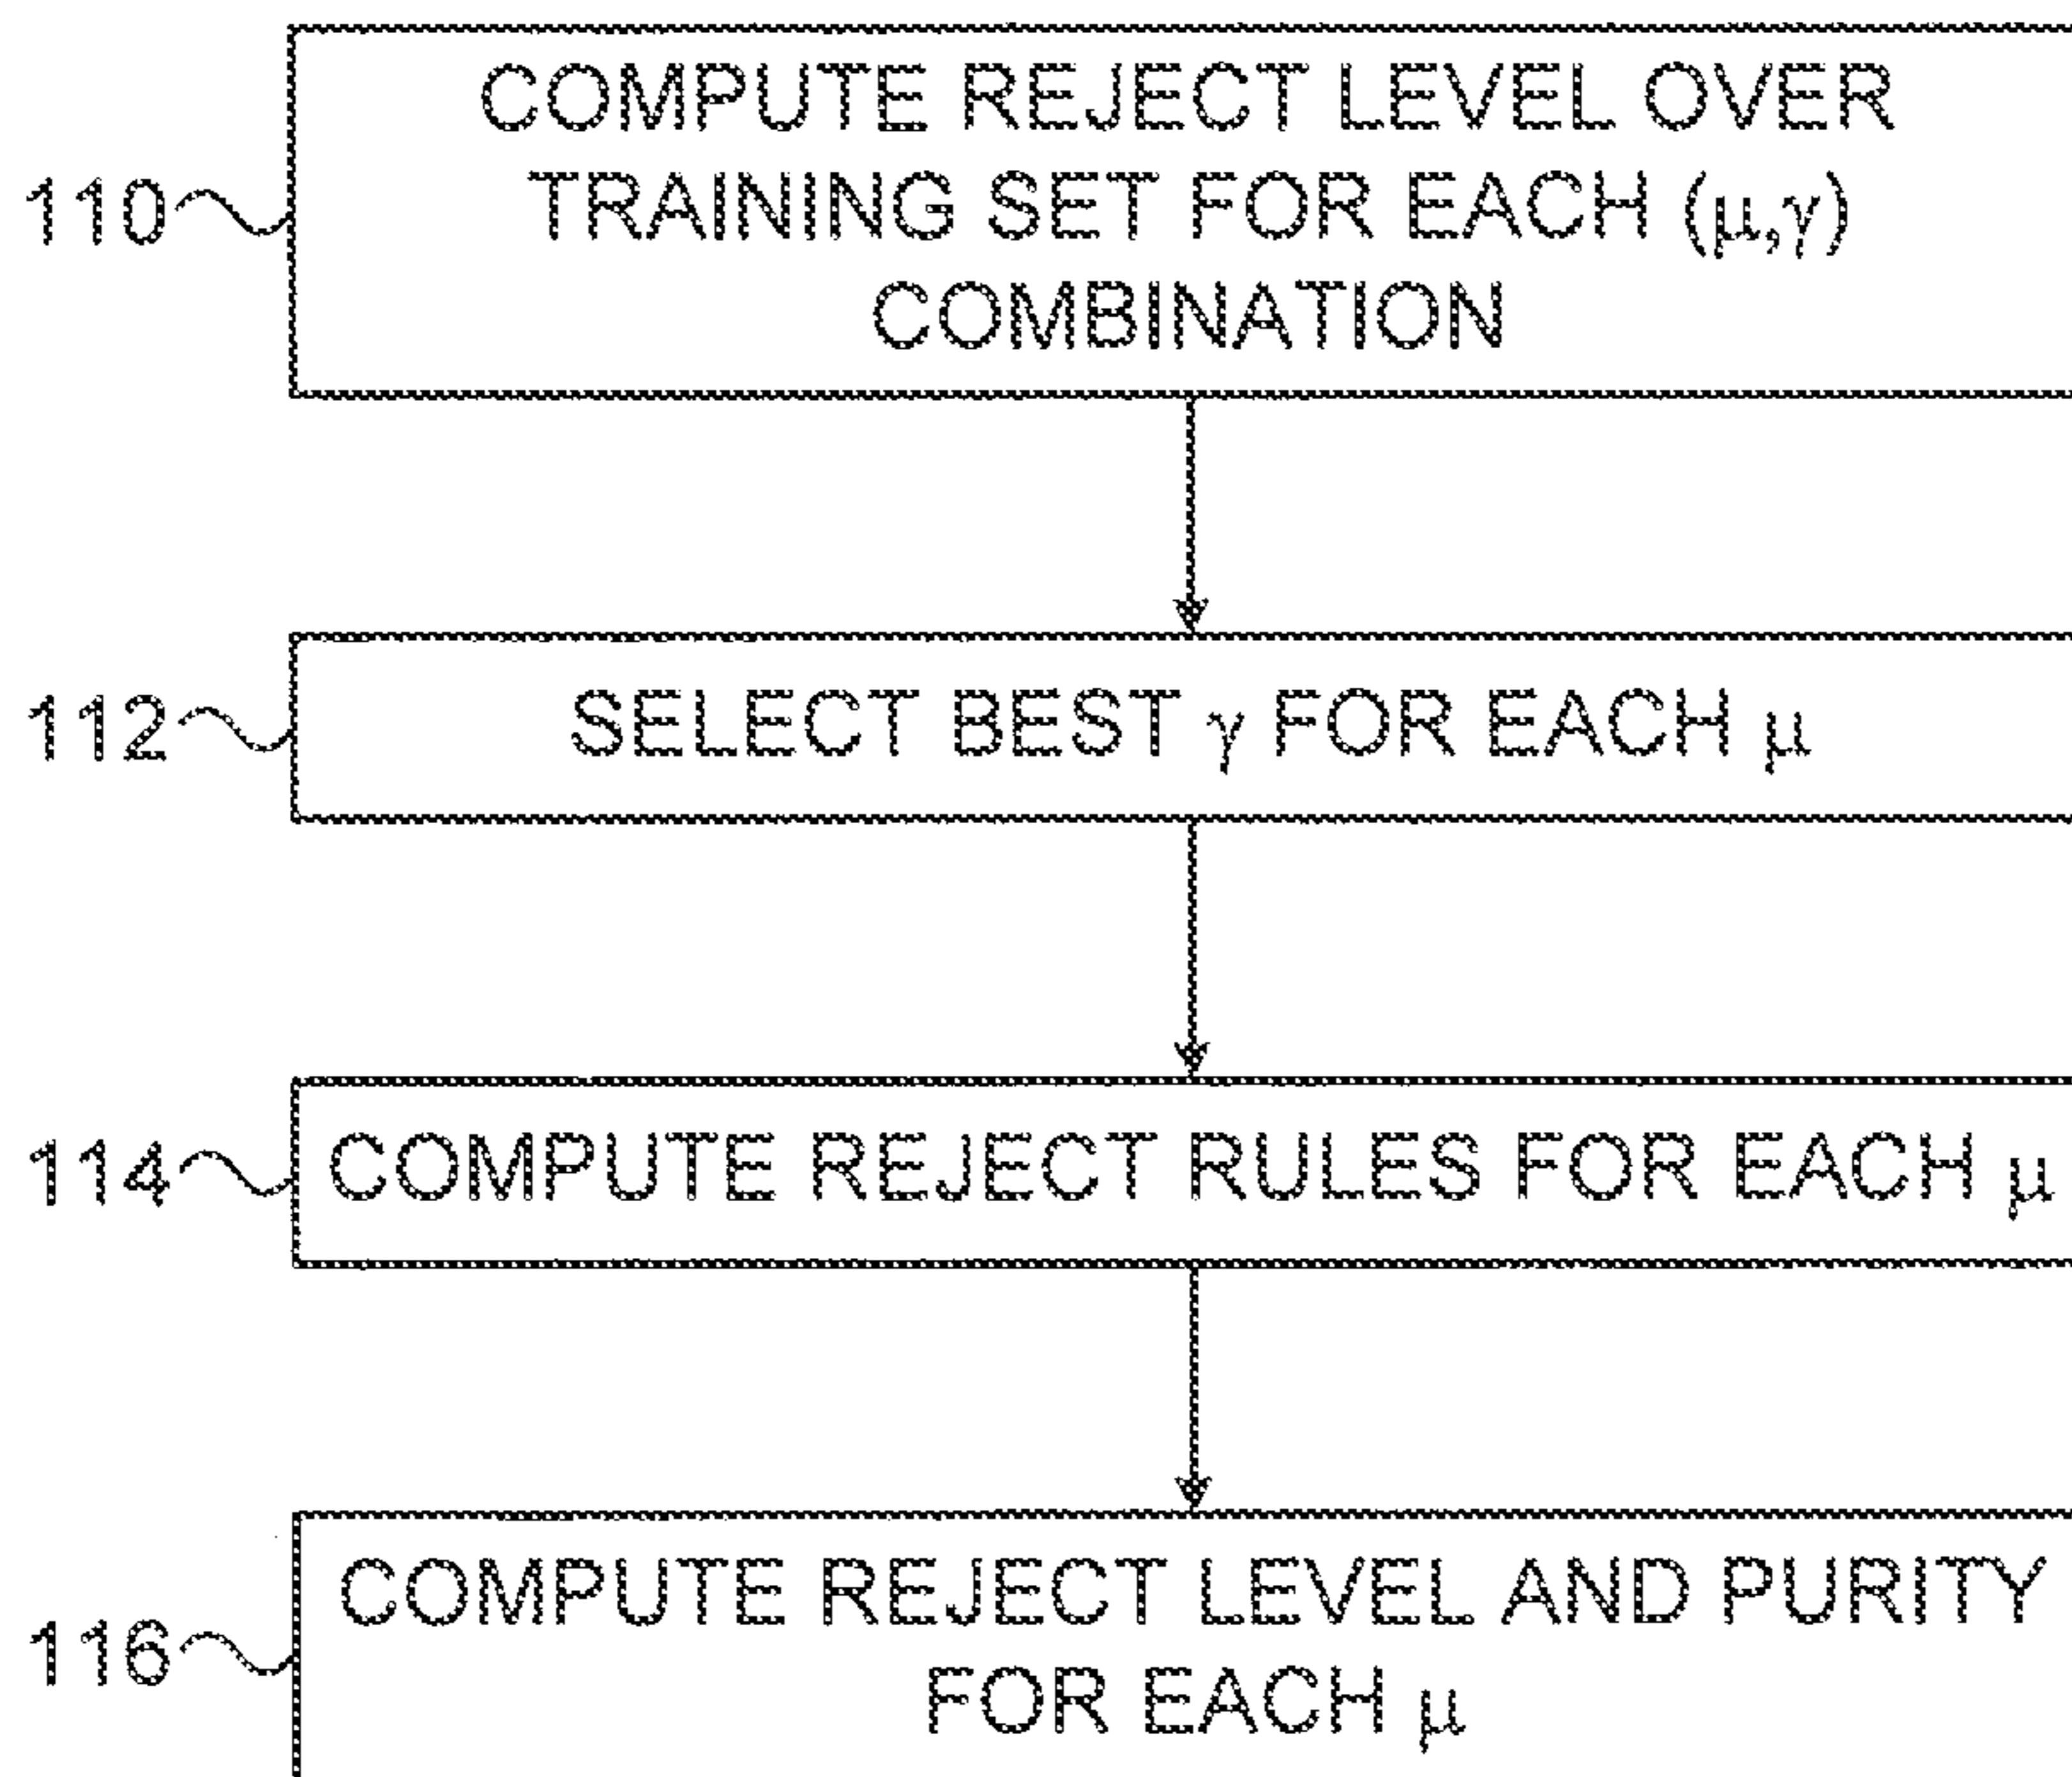 COMPUTE REJECT LEVEL OVER
110 TRAINING SET FOR EACH (μ,γ)
COMBINATION
112 SELECT BEST γ FOR EACH μ
114 COMPUTE REJECT RULES FOR EACH μ
COMPUTE REJECT LEVEL AND PURITY
116
FOR EACH μ